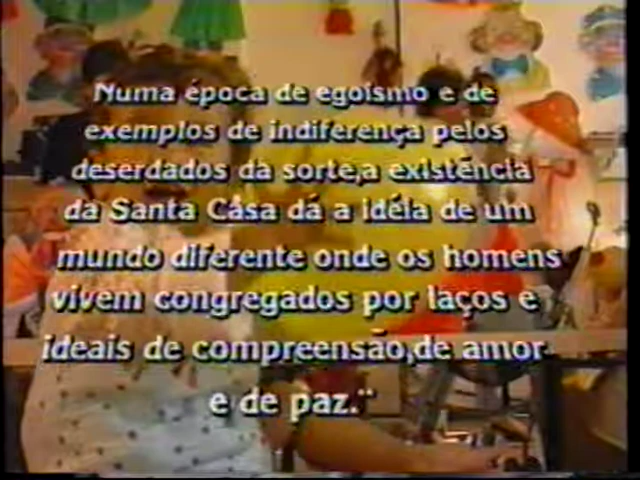 Numa época de egoísmo e de
exemplos de indiferença pelos
deserdados da sorte,a existência
da Santa Casa dá a idéia de um
mundo diferente onde os homens
vivem congregados por laços e
ideais de compreensão,de amor
e de paz."